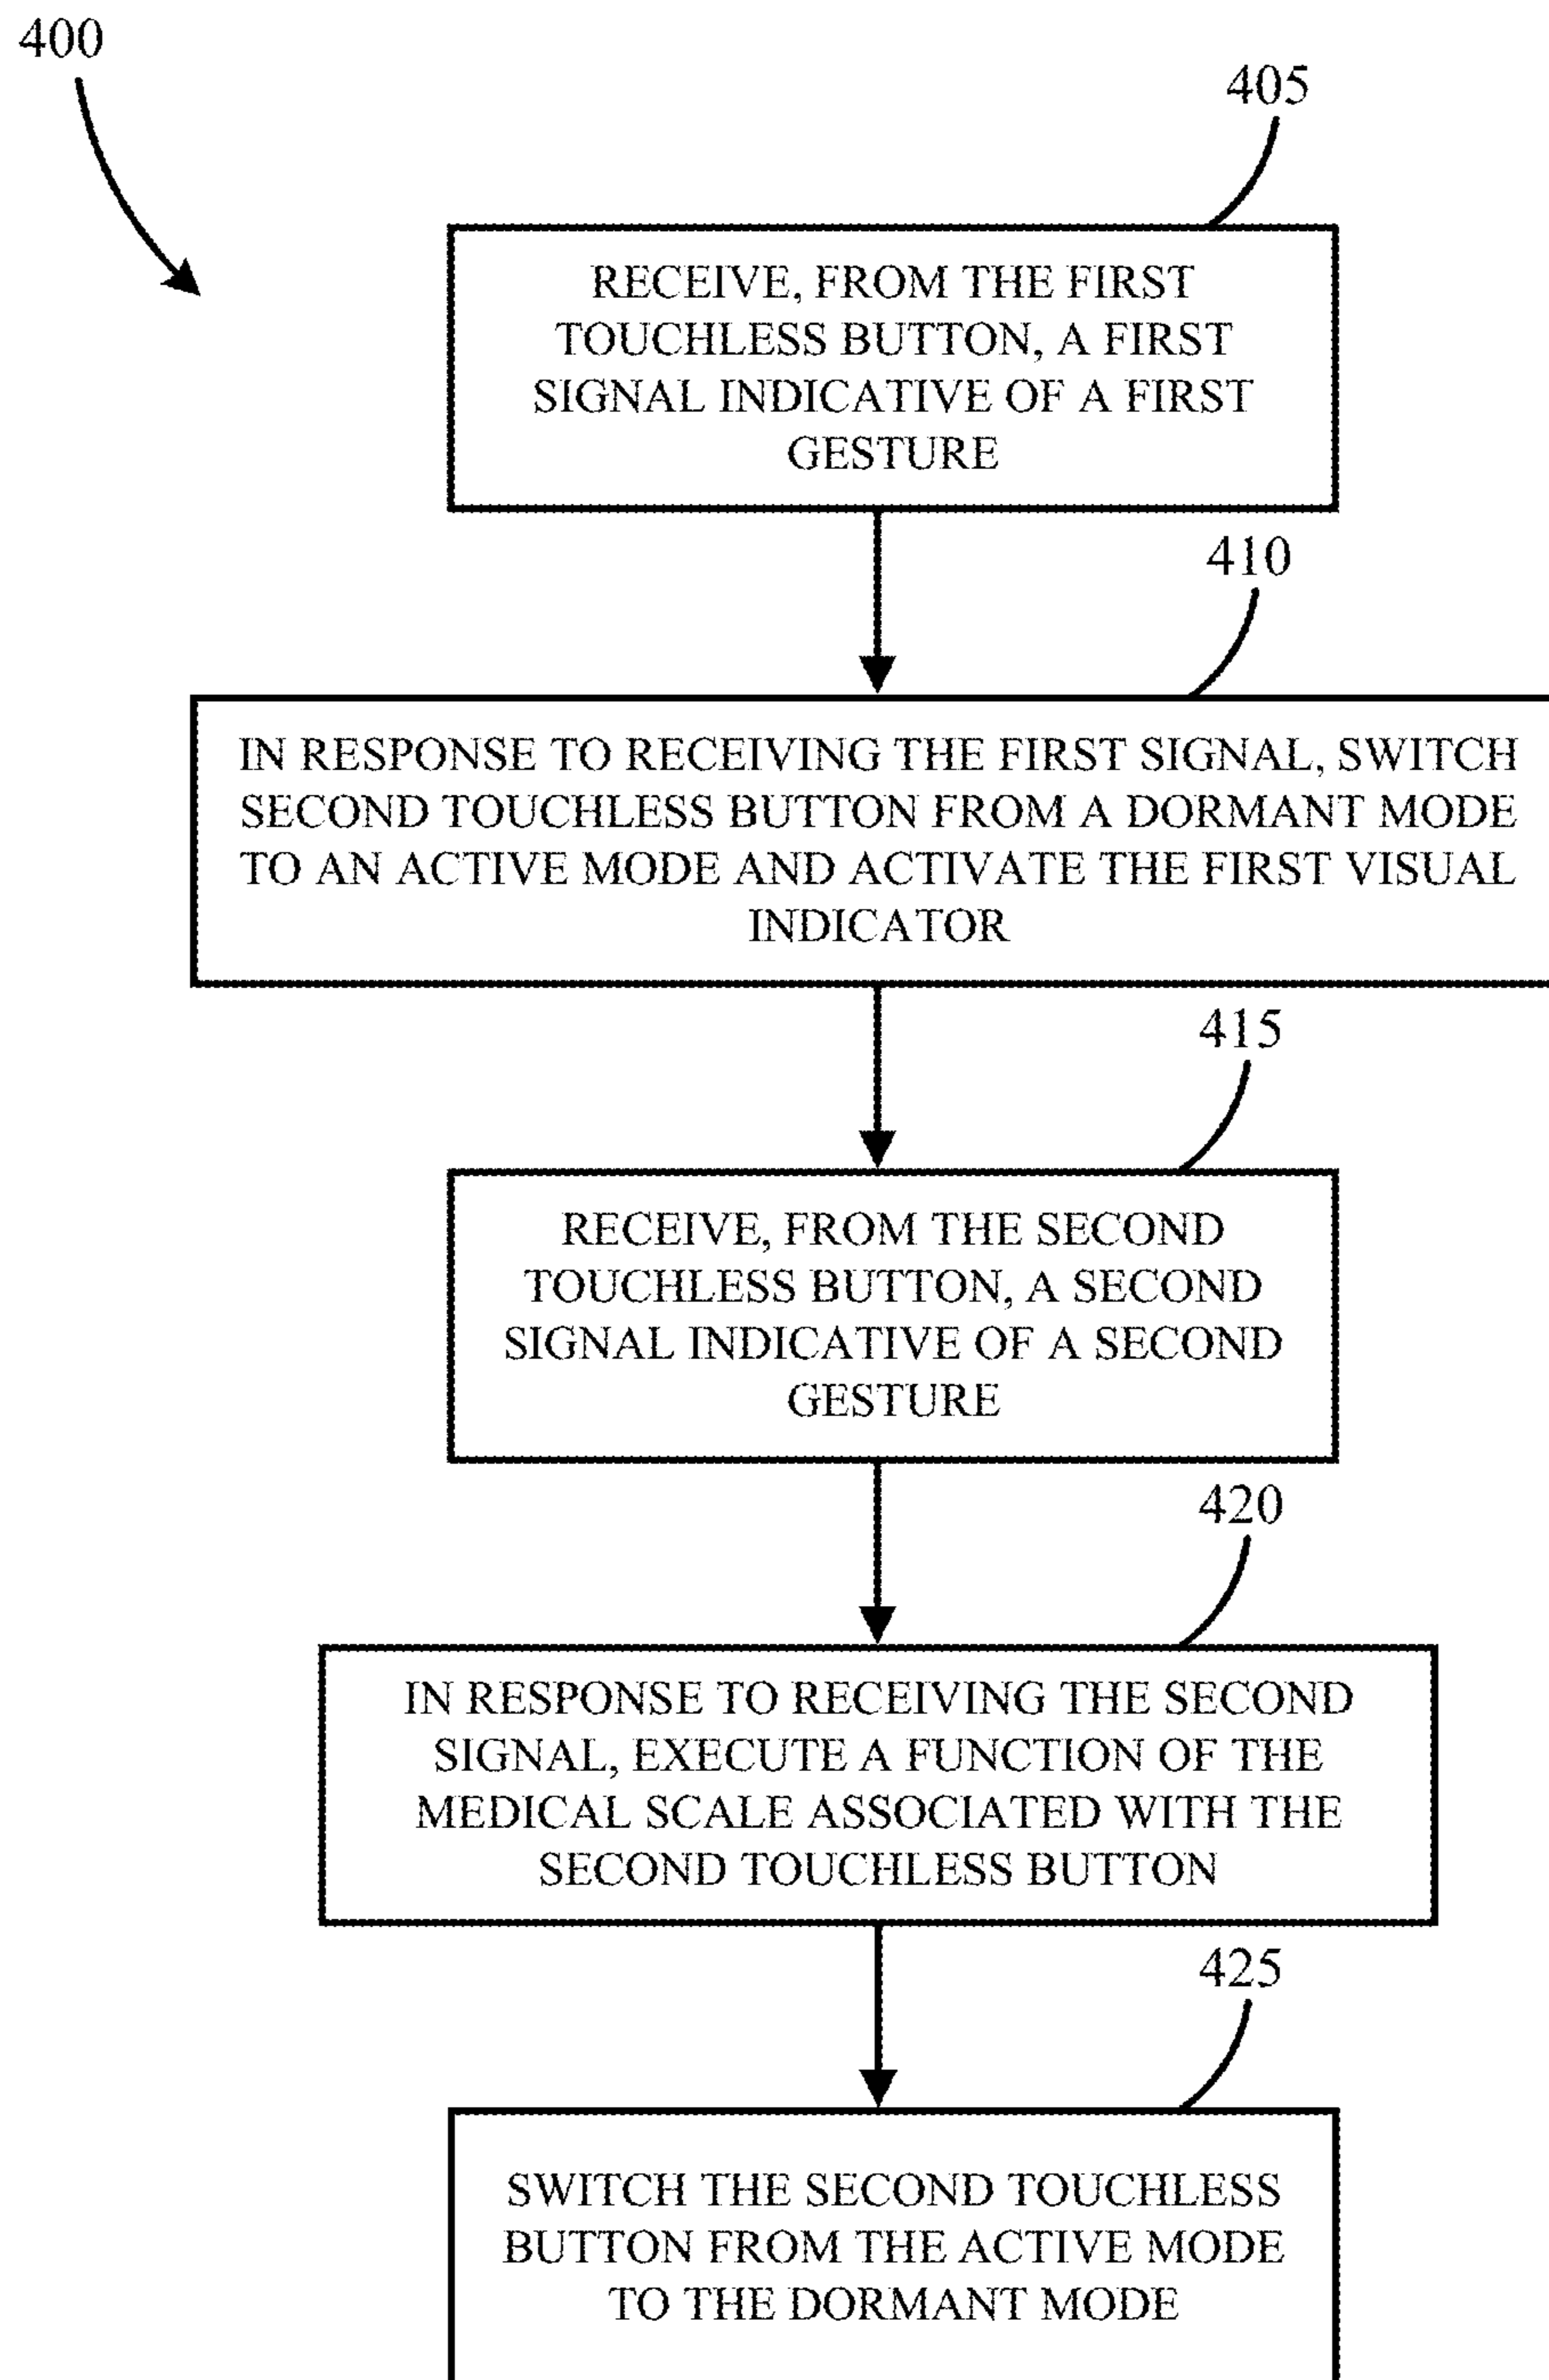 400
405
RECEIVE, FROM THE FIRST
TOUCHLESS BUTTON, A FIRST
SIGNAL INDICATIVE OF A FIRST
GESTURE
410
IN RESPONSE TO RECEIVING THE FIRST SIGNAL, SWITCH
SECOND TOUCHLESS BUTTON FROM A DORMANT MODE
TO AN ACTIVE MODE AND ACTIVATE THE FIRST VISUAL
INDICATOR
415
RECEIVE, FROM THE SECOND
TOUCHLESS BUTTON, A SECOND
SIGNAL INDICATIVE OF A SECOND
GESTURE
420
IN RESPONSE TO RECEIVING THE SECOND
SIGNAL, EXECUTE A FUNCTION OF THE
MEDICAL SCALE ASSOCIATED WITH THE
SECOND TOUCHLESS BUTTON
425
SWITCH THE SECOND TOUCHLESS
BUTTON FROM THE ACTIVE MODE
TO THE DORMANT MODE